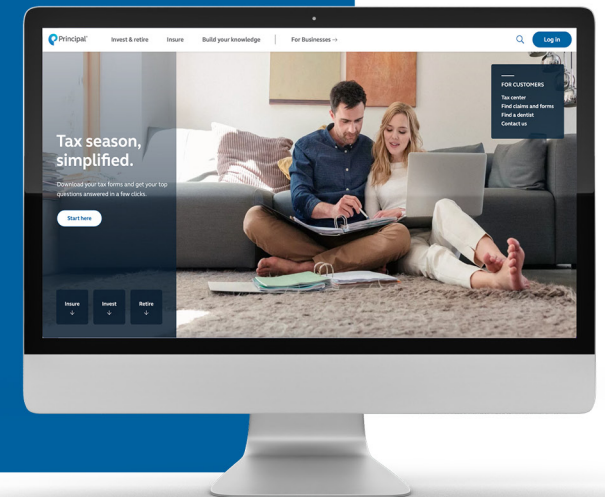 Principal
Invest & retire
Insure
Build your knowledge
For Businesses →
Log in
FOR CUSTOMERS
Tax center
Find claims and forms
Find a dentist
Contact us
Tax season,
simplified.
Download your tax forms and get your top
questions answered in a few clicks.
Start here
Insure
Invest
Retire